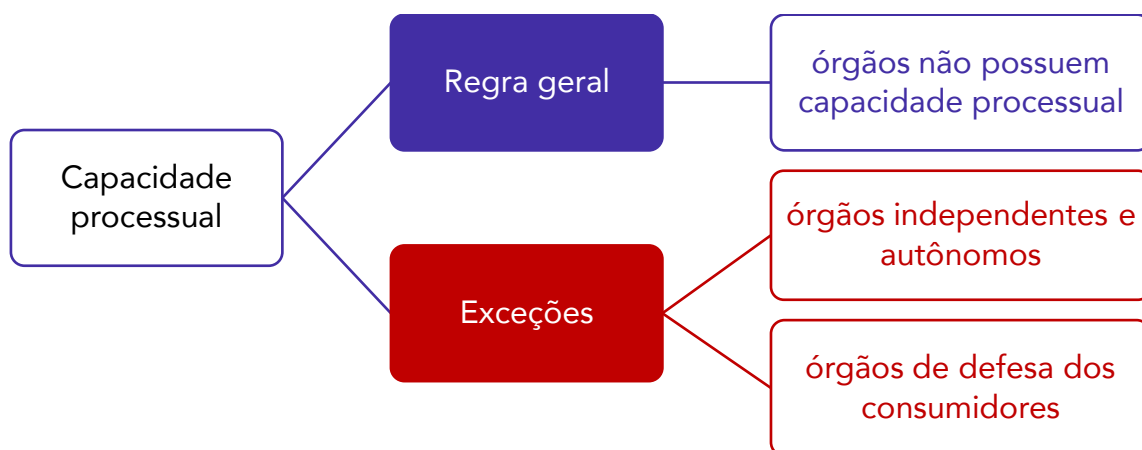 Capacidade
processual
Regra geral
órgãos não possuem
capacidade processual
Exceções
órgãos independentes e
autônomos
órgãos de defesa dos
consumidores